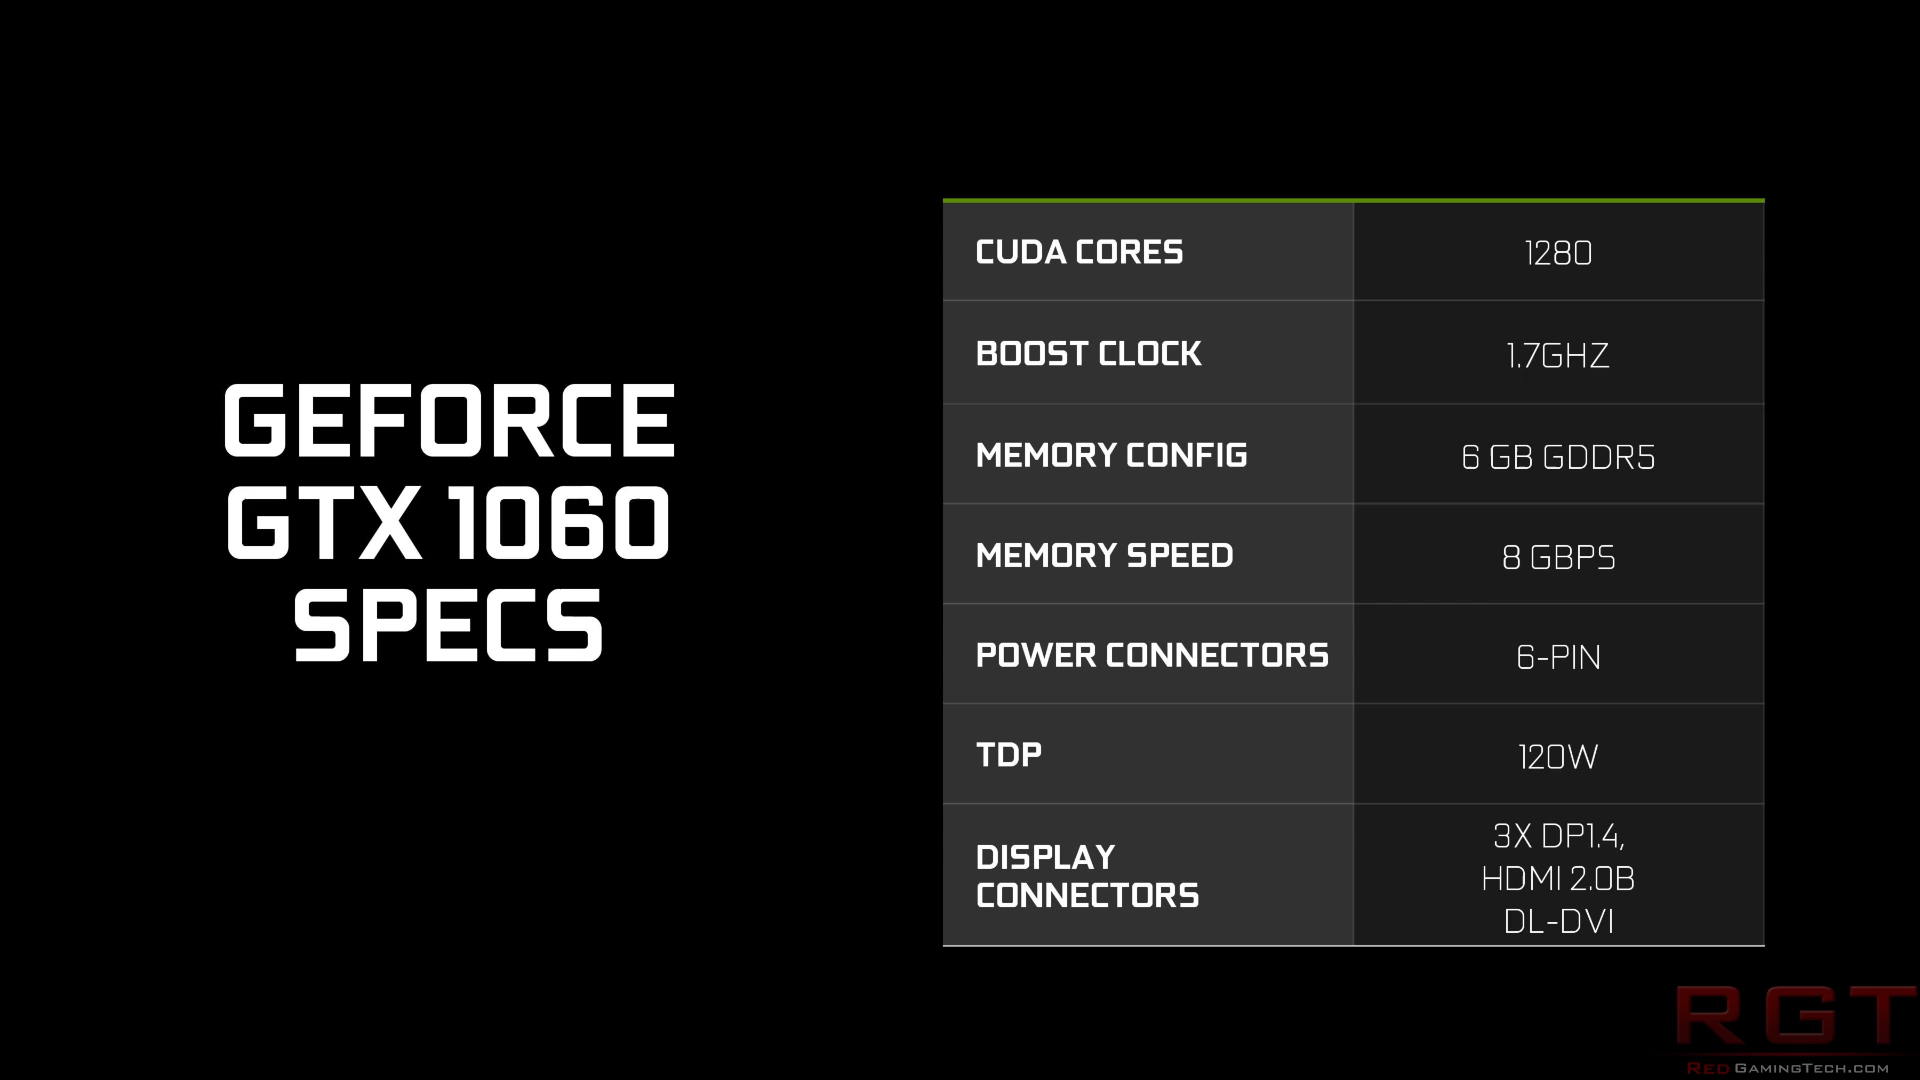 GEFORCE
GTX 1060
SPECS
CUDA CORES 1280
BOOST CLOCK 1.7GHZ
MEMORY CONFIG 6 GB GDDR5
MEMORY SPEED 8 GBPS
POWER CONNECTORS 6-PIN
TDP 120W
DISPLAY
CONNECTORS
3X DP1.4,
HDMI 2.0B
DL-DVI
RGT
REDGAMINGTECH.COM